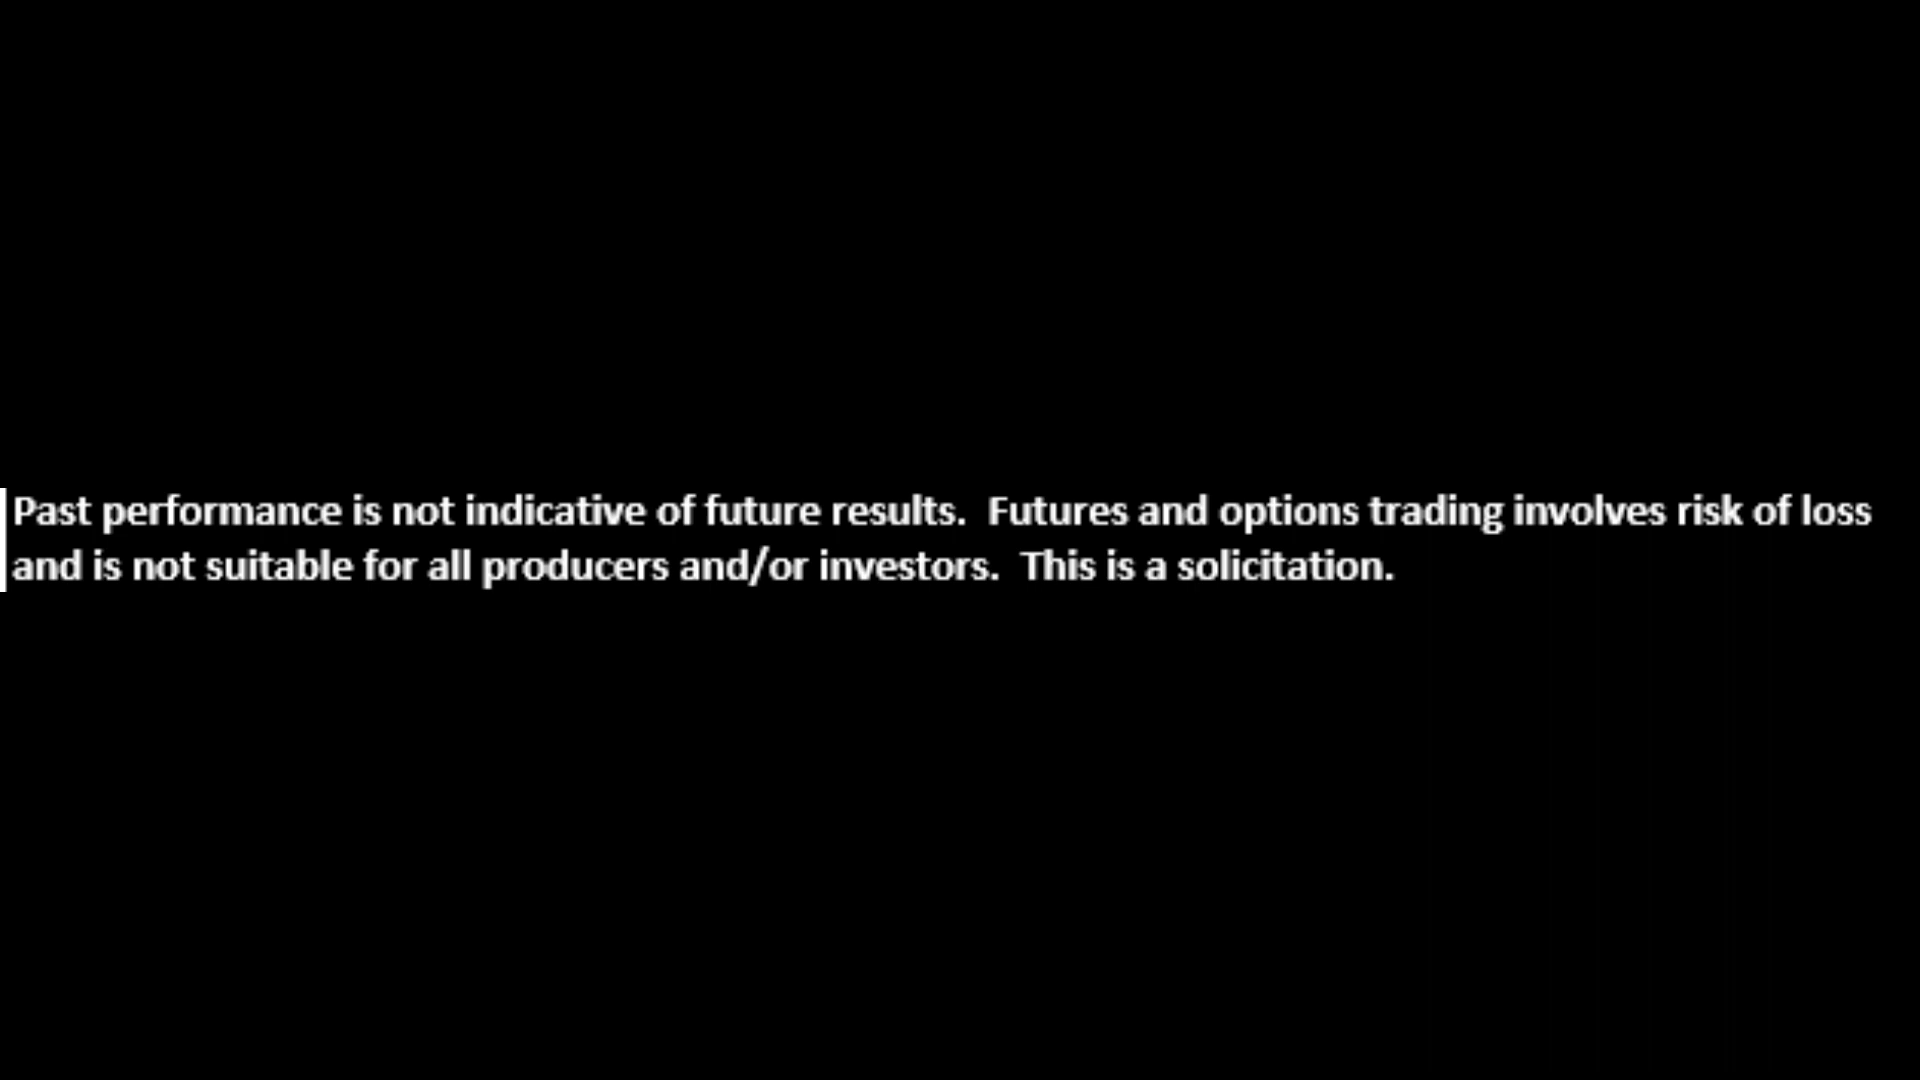 Past performance is not indicative of future results.  Futures and options trading involves risk of loss
and is not suitable for all producers and/or investors.  This is a solicitation.